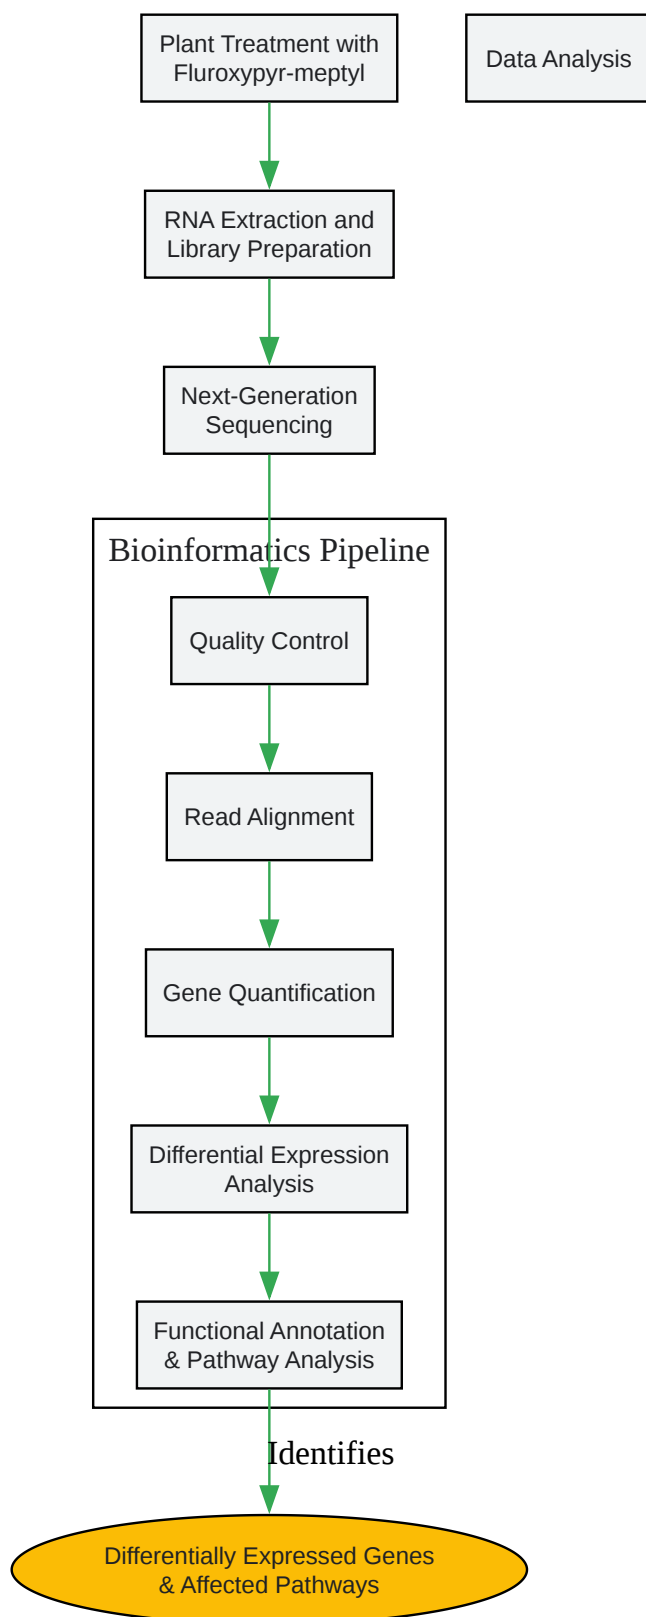 Plant Treatment with
Fluroxypyr-meptyl
Data Analysis
RNA Extraction and
Library Preparation
Next-Generation
Sequencing
Bioinformatics Pipeline
Quality Control
Read Alignment
Gene Quantification
Differential Expression
Analysis
Functional Annotation
& Pathway Analysis
Identifies
Differentially Expressed Genes
& Affected Pathways